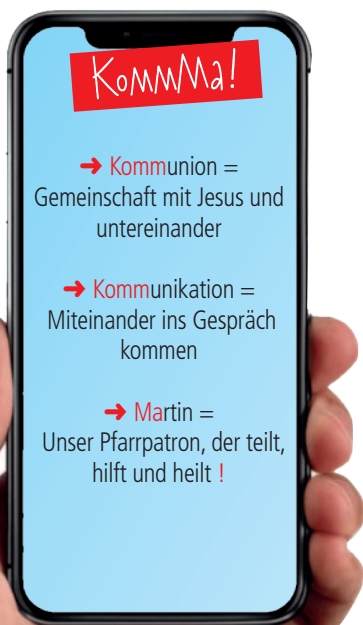 KoMMMa!
➜ Kommunion =
Gemeinschaft mit Jesus und
untereinander
➜ Kommunikation =
Miteinander ins Gespräch
kommen
➜ Martin =
Unser Pfarrpatron, der teilt,
hilft und heilt !